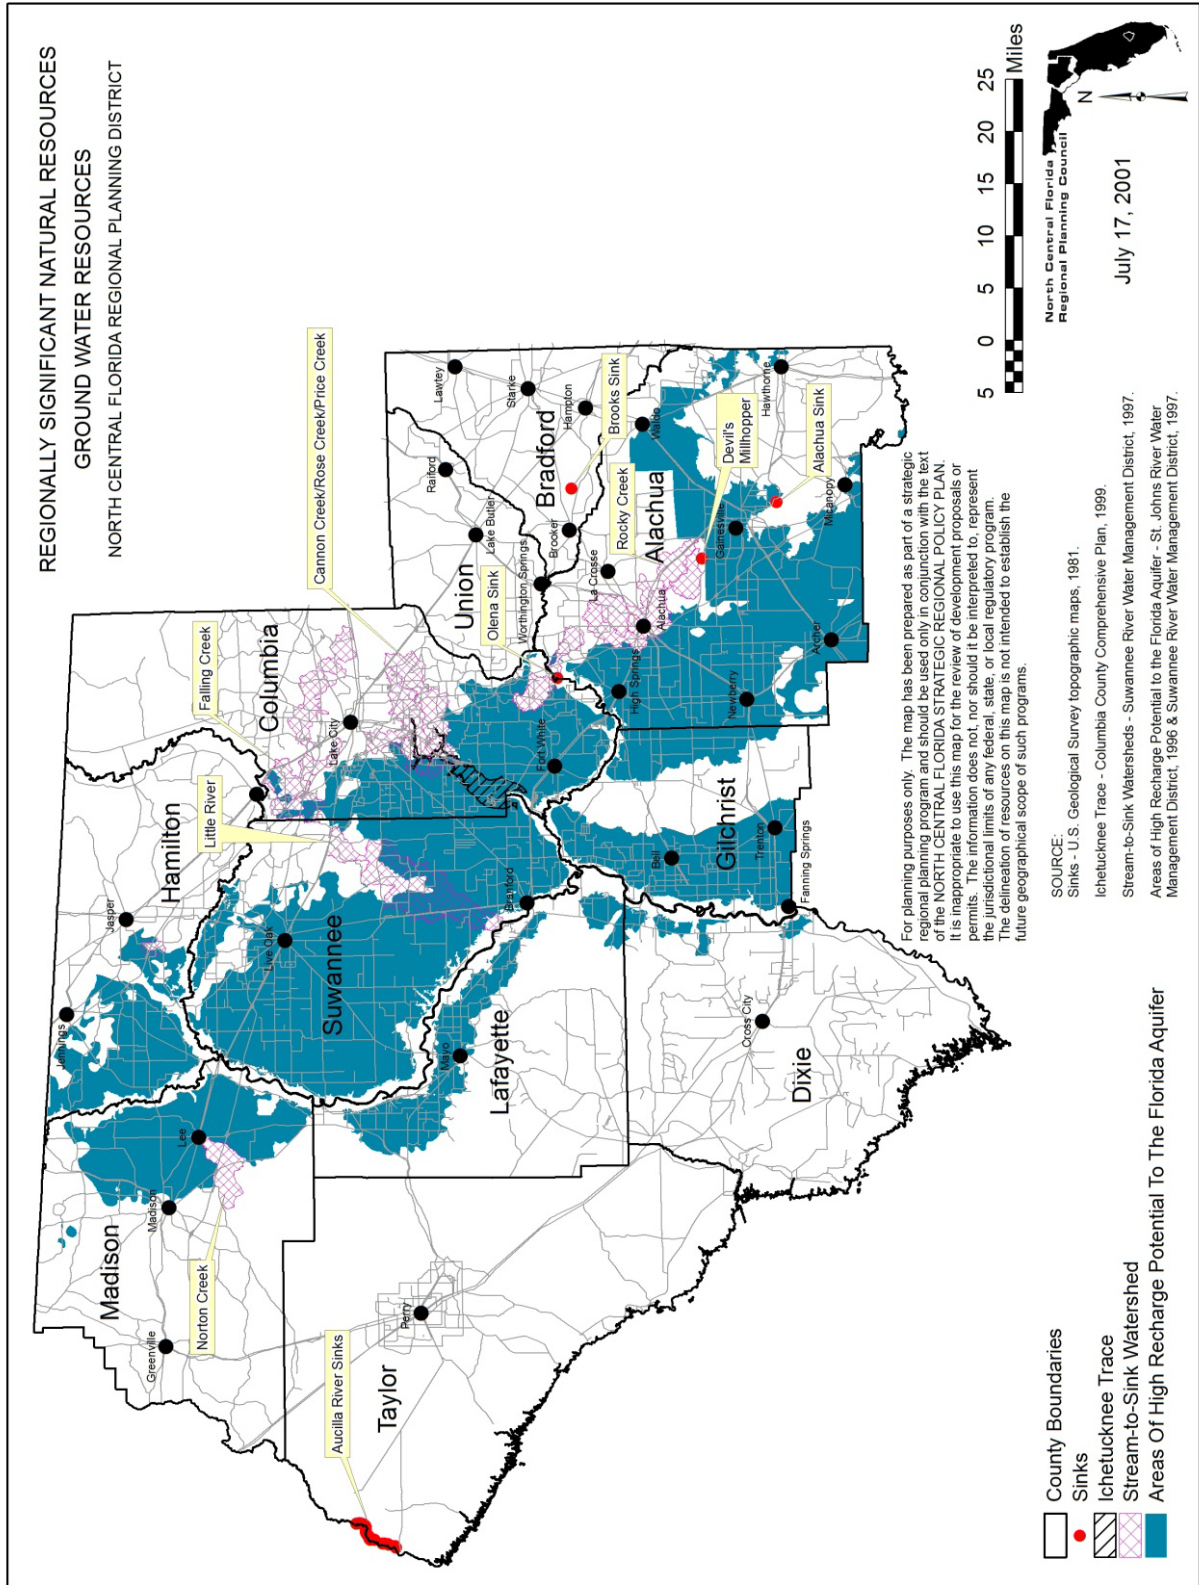 REGIONALLY SIGNIFICANT NATURAL RESOURCES
GROUND WATER RESOURCES
NORTH CENTRAL FLORIDA REGIONAL PLANNING DISTRICT
Madison
Hamilton
Columbia
Suwannee
Lafayette
Taylor
Dixie
Gilchrist
Union
Bradford
Alachua
Greenville
Madison
Lee
Jennings
Jasper
Live Oak
Lake City
Fort White
Branford
Mayo
Perry
Cross City
Bell
Trenton
Fanning Springs
Raiford
Lake Butler
Worthington Springs
Lawtey
Starke
Hampton
Brooker
La Crosse
Alachua
High Springs
Newberry
Archer
Gainesville
Micanopy
Waldo
Hawthorne
Aucilla River Sinks
Norton Creek
Little River
Falling Creek
Cannon Creek/Rose Creek/Price Creek
Olena Sink
Rocky Creek
Brooks Sink
Devil's
Millhopper
Alachua Sink
For planning purposes only. The map has been prepared as part of a strategic
regional planning program and should be used only in conjunction with the text
of the NORTH CENTRAL FLORIDA STRATEGIC REGIONAL POLICY PLAN.
It is inappropriate to use this map for the review of development proposals or
permits. The information does not, nor should it be interpreted to, represent
the jurisdictional limits of any federal, state, or local regulatory program.
The delineation of resources on this map is not intended to establish the
future geographical scope of such programs.
County Boundaries
Sinks
Ichetucknee Trace
Stream-to-Sink Watershed
Areas Of High Recharge Potential To The Florida Aquifer
SOURCE:
Sinks - U.S. Geological Survey topographic maps, 1981.
Ichetucknee Trace - Columbia County Comprehensive Plan, 1999.
Stream-to-Sink Watersheds - Suwannee River Water Management District, 1997.
Areas of High Recharge Potential to the Florida Aquifer - St. Johns River Water
Management District, 1996 & Suwannee River Water Management District, 1997.
5 0 5 10 15 20 25
Miles
North Central Florida
Regional Planning Council
N
July 17, 2001